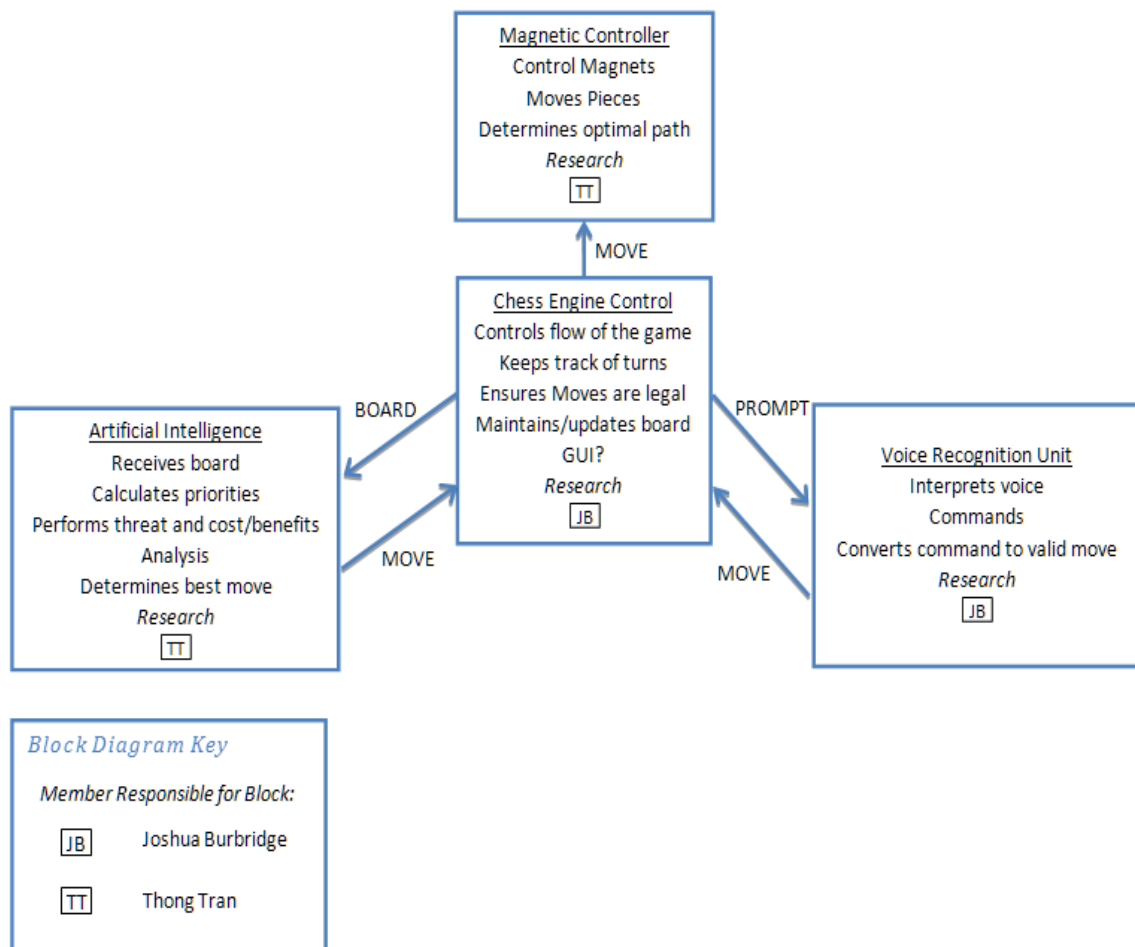 Magnetic Controller
Control Magnets
Moves Pieces
Determines optimal path
Research
TT
MOVE
Chess Engine Control
Controls flow of the game
Keeps track of turns
Ensures Moves are legal
Maintains/updates board
GUI?
Research
JB
BOARD
MOVE
PROMPT
MOVE
Artificial Intelligence
Receives board
Calculates priorities
Performs threat and cost/benefits
Analysis
Determines best move
Research
TT
Voice Recognition Unit
Interprets voice
Commands
Converts command to valid move
Research
JB
Block Diagram Key
Member Responsible for Block:
JB Joshua Burbridge
TT Thong Tran